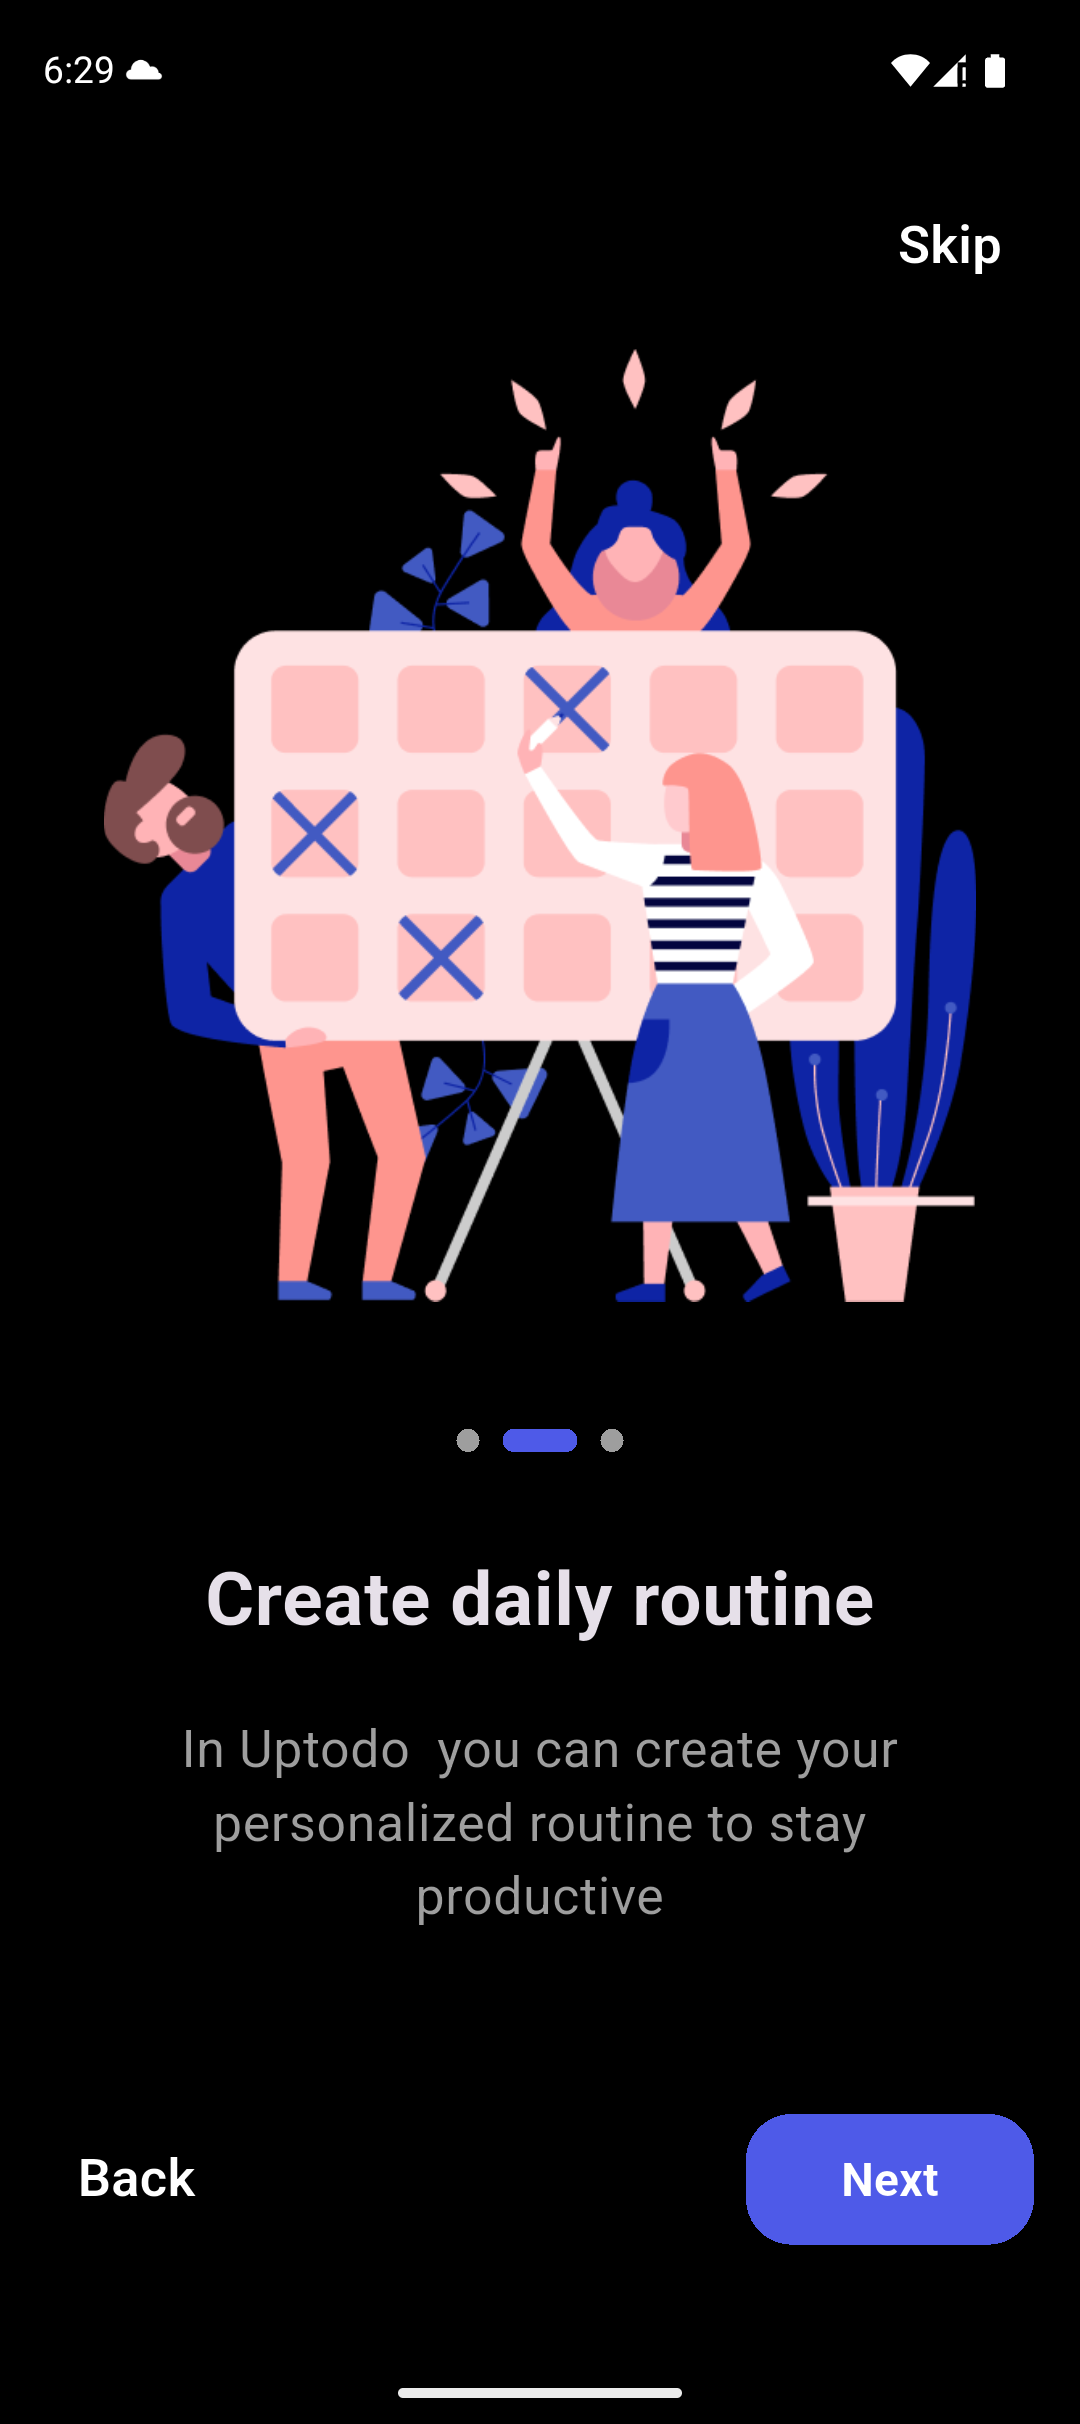 6:29
Skip
Create daily routine
In Uptodo  you can create your
personalized routine to stay
productive
Back
Next